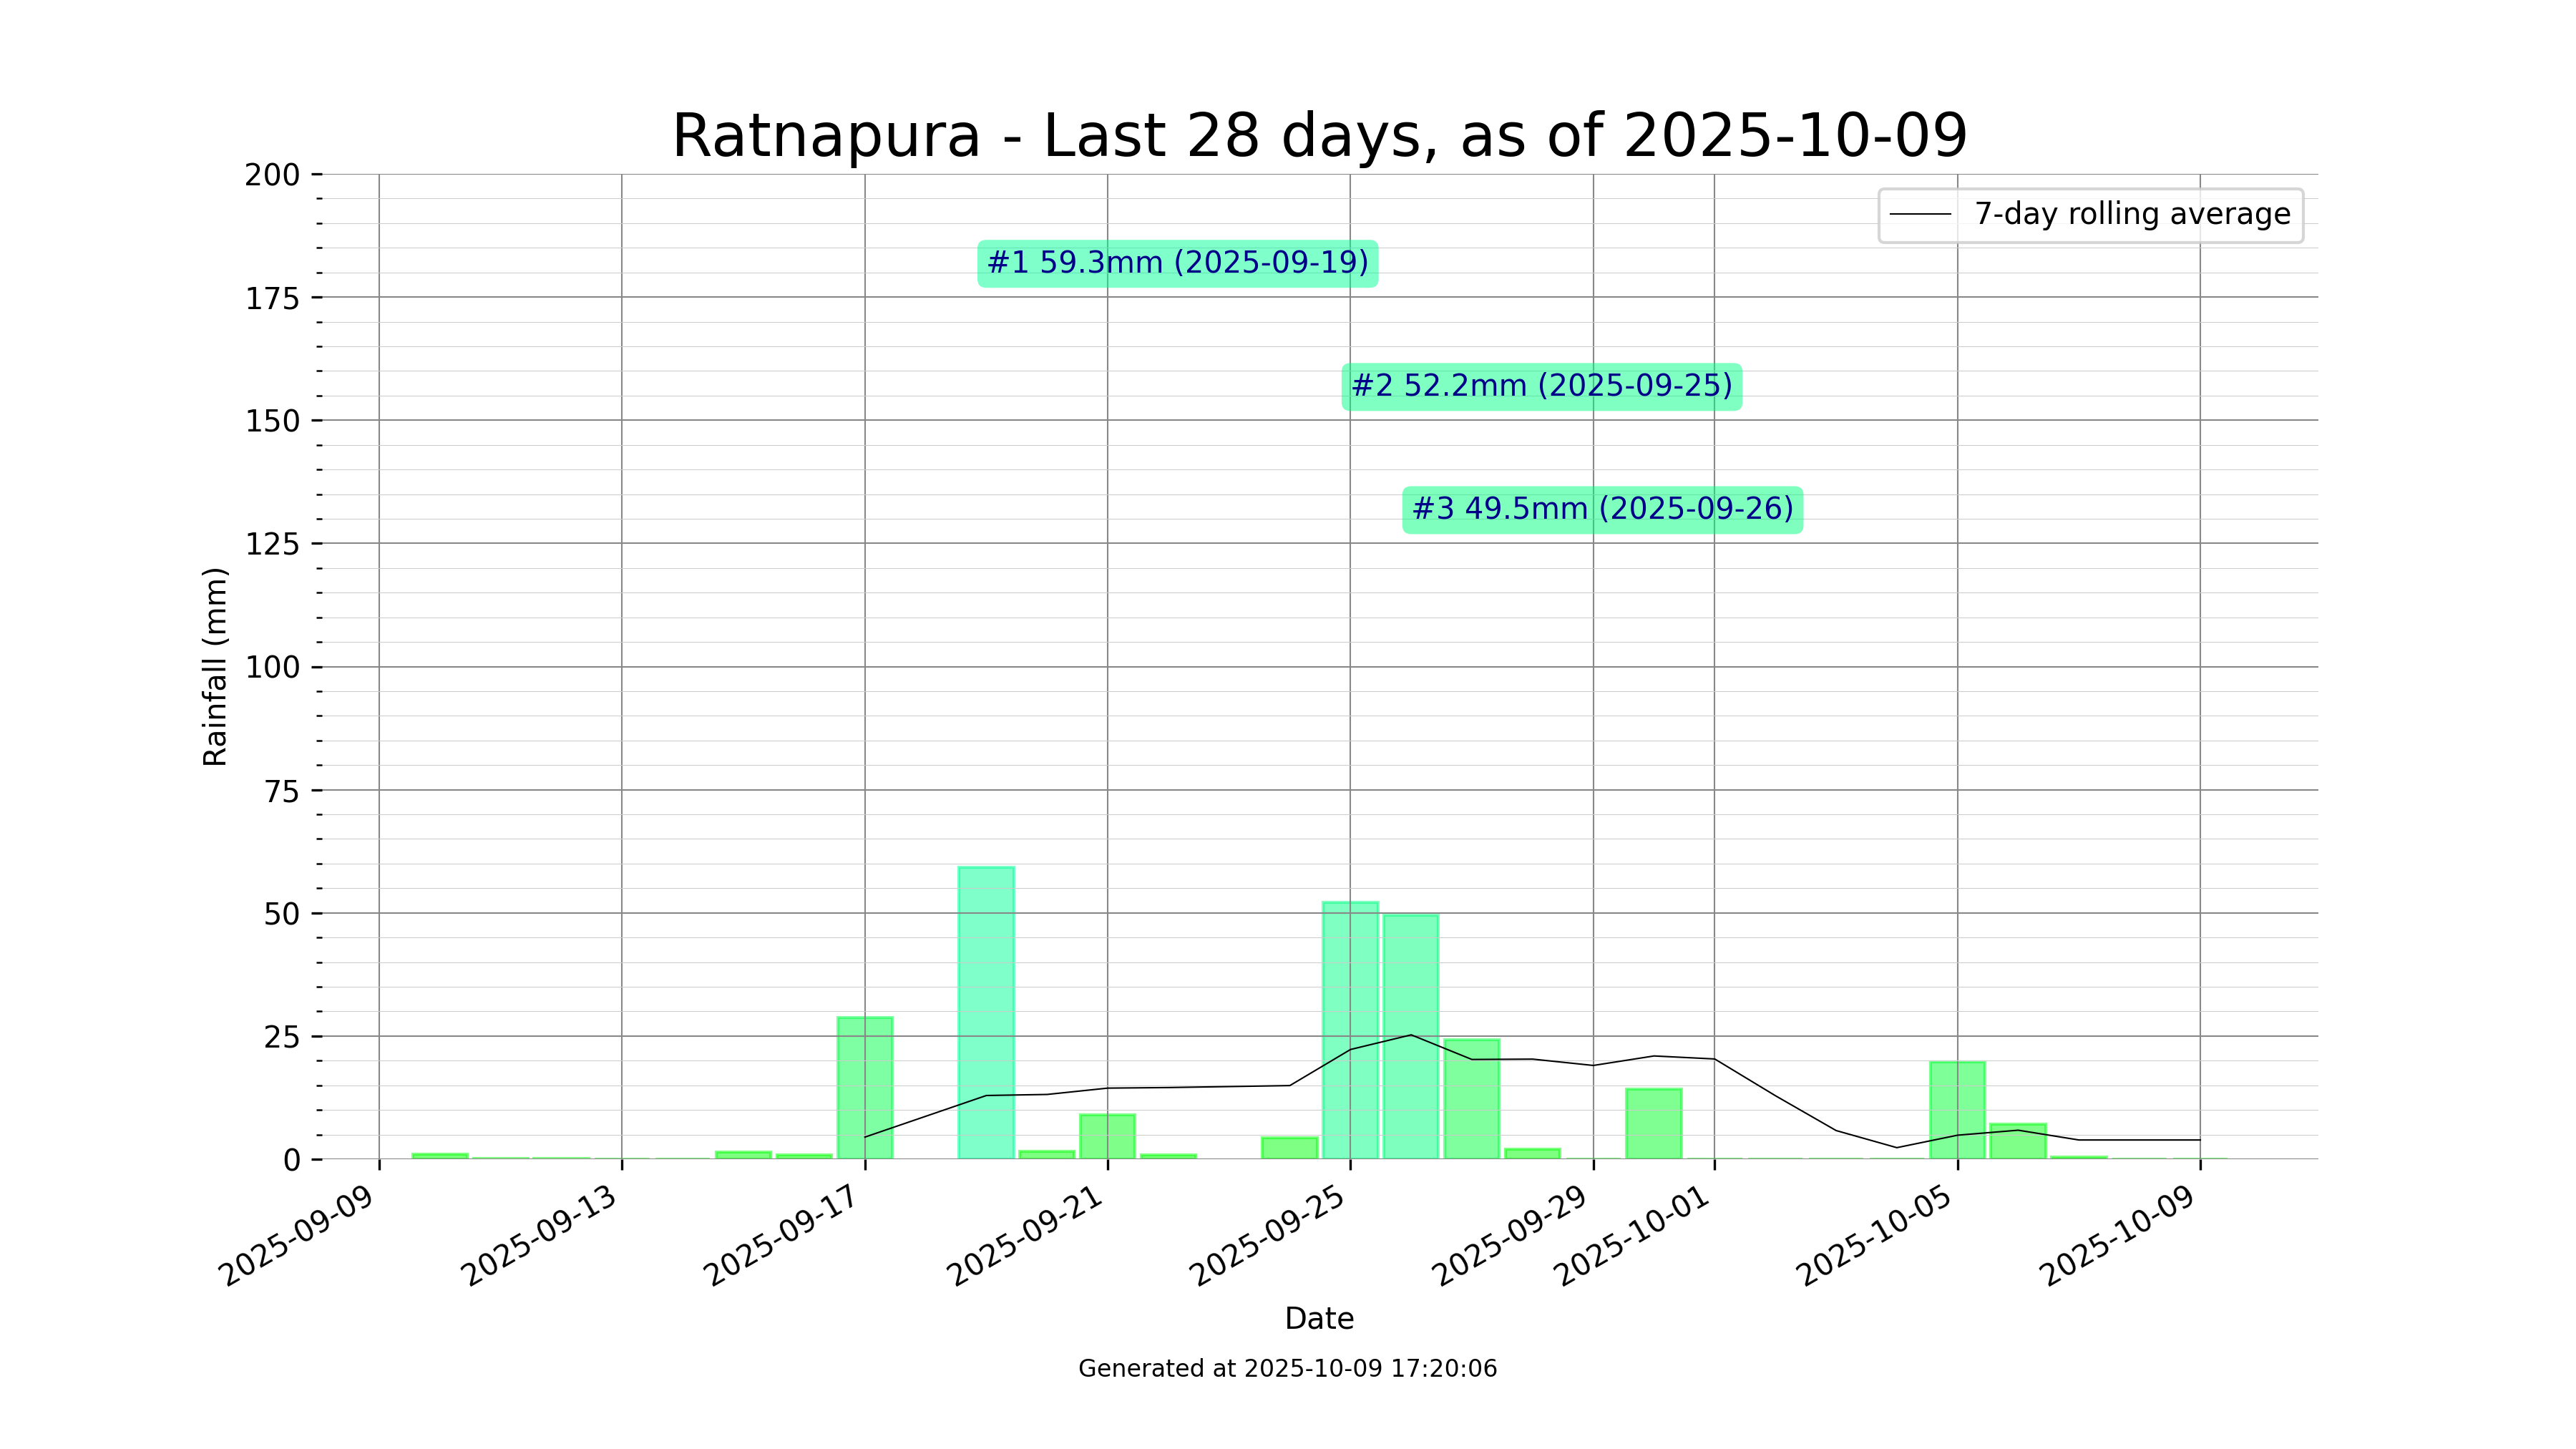 Ratnapura - Last 28 days, as of 2025-10-09
7-day rolling average
#1 59.3mm (2025-09-19)
#2 52.2mm (2025-09-25)
#3 49.5mm (2025-09-26)
Rainfall (mm)
200
175
150
125
100
75
50
25
0
2025-09-09
2025-09-13
2025-09-17
2025-09-21
2025-09-25
2025-09-29
2025-10-01
2025-10-05
2025-10-09
Date
Generated at 2025-10-09 17:20:06